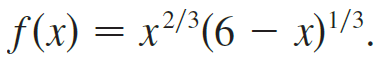 f(x) = x^{2/3}(6 − x)^{1/3}.